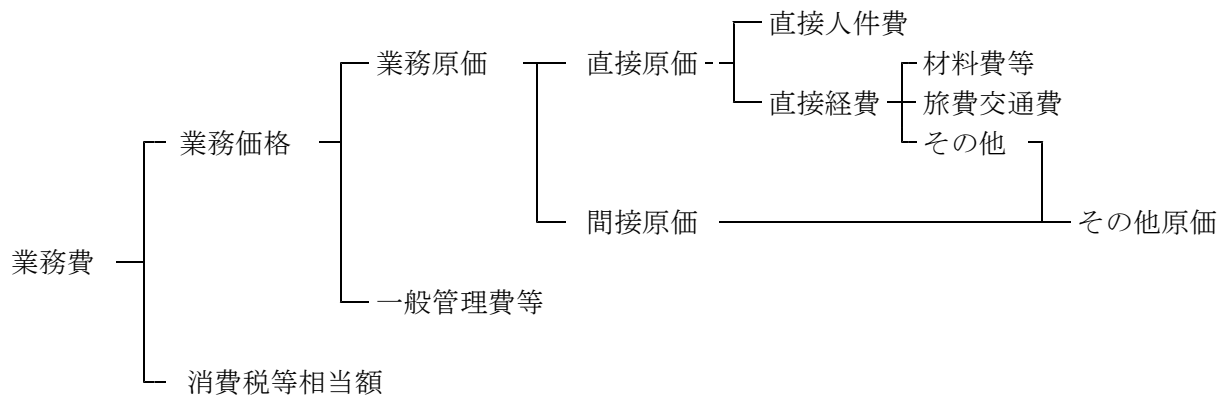 直接人件費
業務原価 直接原価 材料費等
直接経費 旅費交通費
業務価格 その他
間接原価 その他原価
業務費
一般管理費等
消費税等相当額